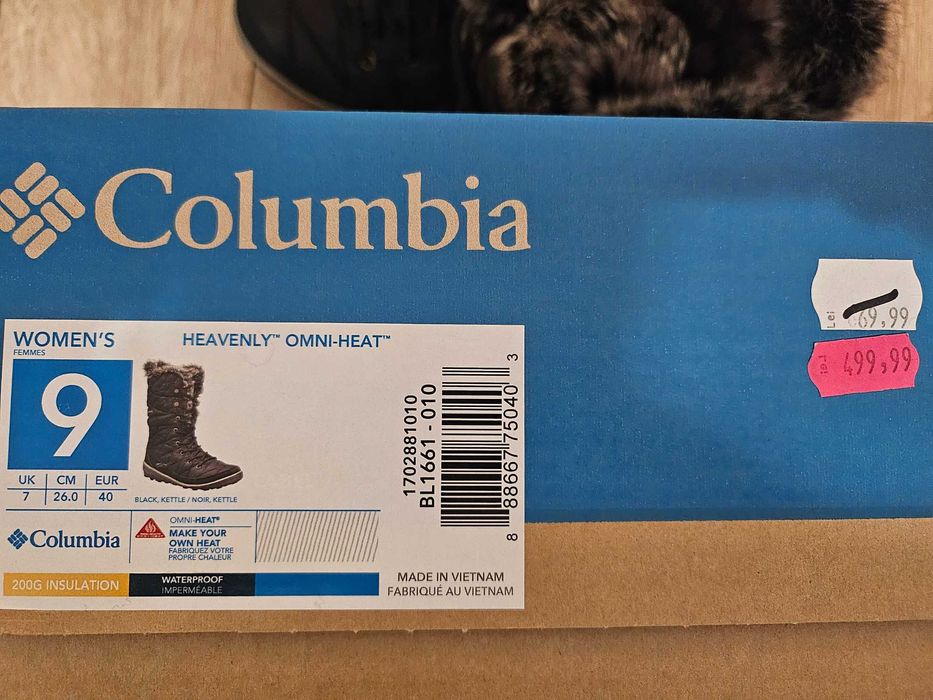 Columbia
Lei 69,99
Lei 499,99
WOMEN'S
FEMMES
HEAVENLY™ OMNI-HEAT™
9
UK CM EUR
7 26.0 40
BLACK, KETTLE / NOIR, KETTLE
1702881010
BL1661 - 010
8 88667 75040 3
Columbia
OMNI-HEAT®
MAKE YOUR
OWN HEAT
FABRIQUEZ VOTRE
PROPRE CHALEUR
200G INSULATION
WATERPROOF
IMPERMÉABLE
MADE IN VIETNAM
FABRIQUÉ AU VIETNAM